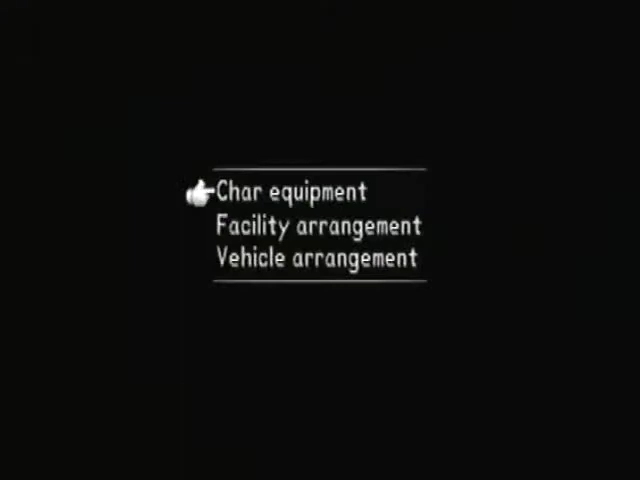 Char equipment
Facility arrangement
Vehicle arrangement